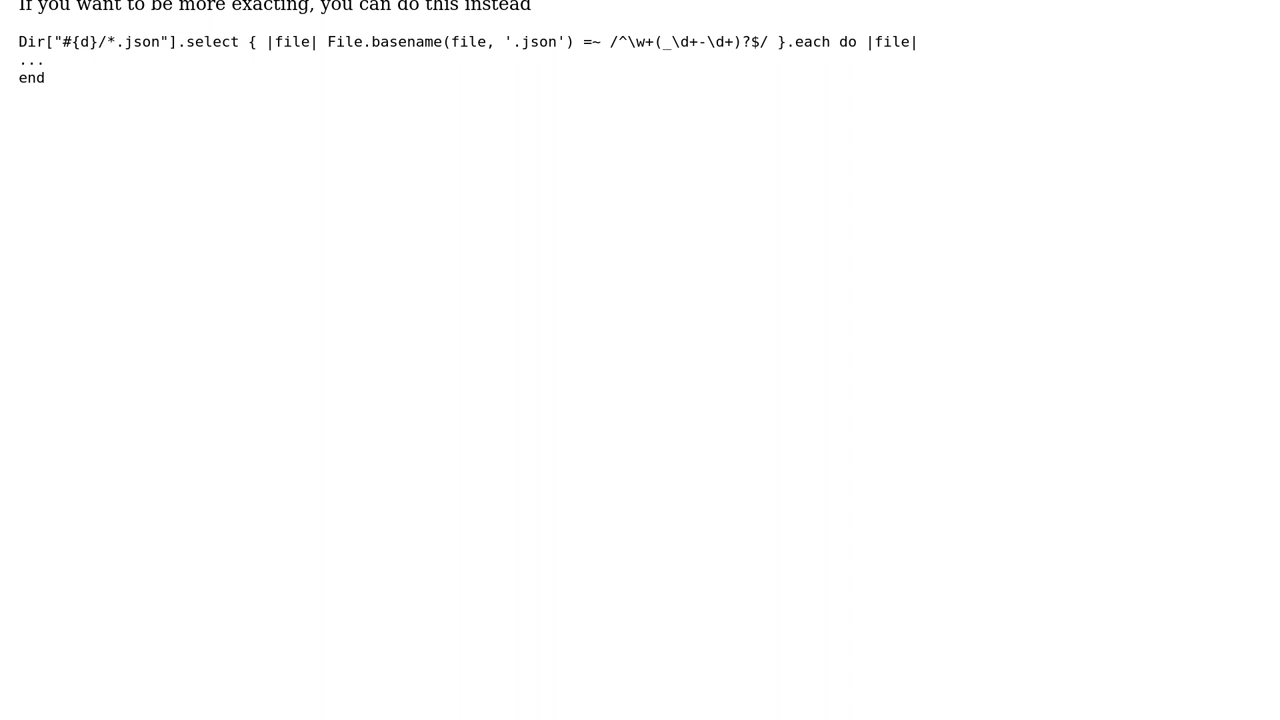 If you want to be more exacting, you can do this instead
Dir["#{d}/*.json"].select { |file| File.basename(file, '.json') =~ /^\w+(_\d+-\d+)?$/ }.each do |file|
...
end